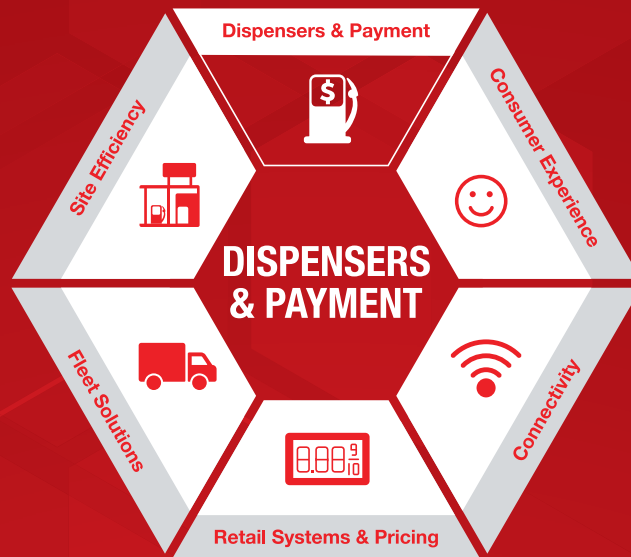 Dispensers & Payment
$
Site Efficiency
Consumer Experience
DISPENSERS
& PAYMENT
Fleet Solutions
Connectivity
8.88 9/10
Retail Systems & Pricing